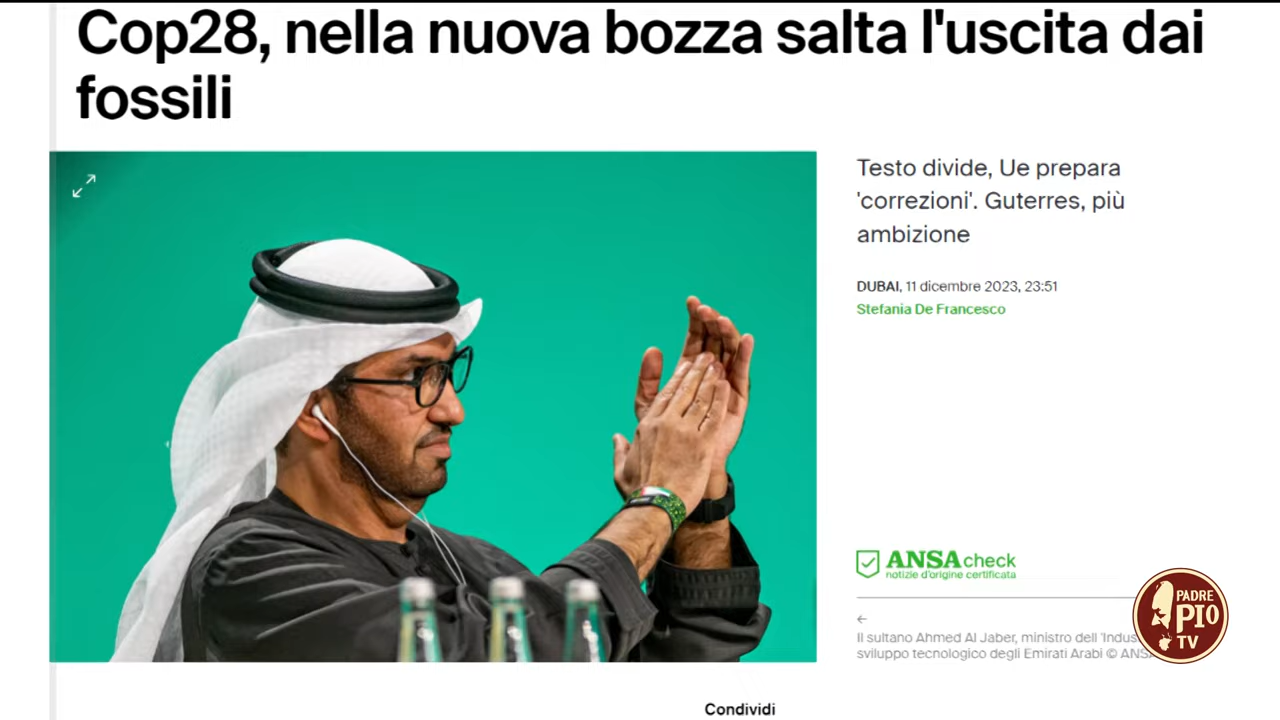 Cop28, nella nuova bozza salta l'uscita dai
fossili
Testo divide, Ue prepara
'correzioni'. Guterres, più
ambizione
DUBAI, 11 dicembre 2023, 23:51
Stefania De Francesco
ANSA check
notizie d'origine certificata
←
Il sultano Ahmed Al Jaber, ministro dell 'Indus
sviluppo tecnologico degli Emirati Arabi © ANS
PADRE
PIO
TV
Condividi